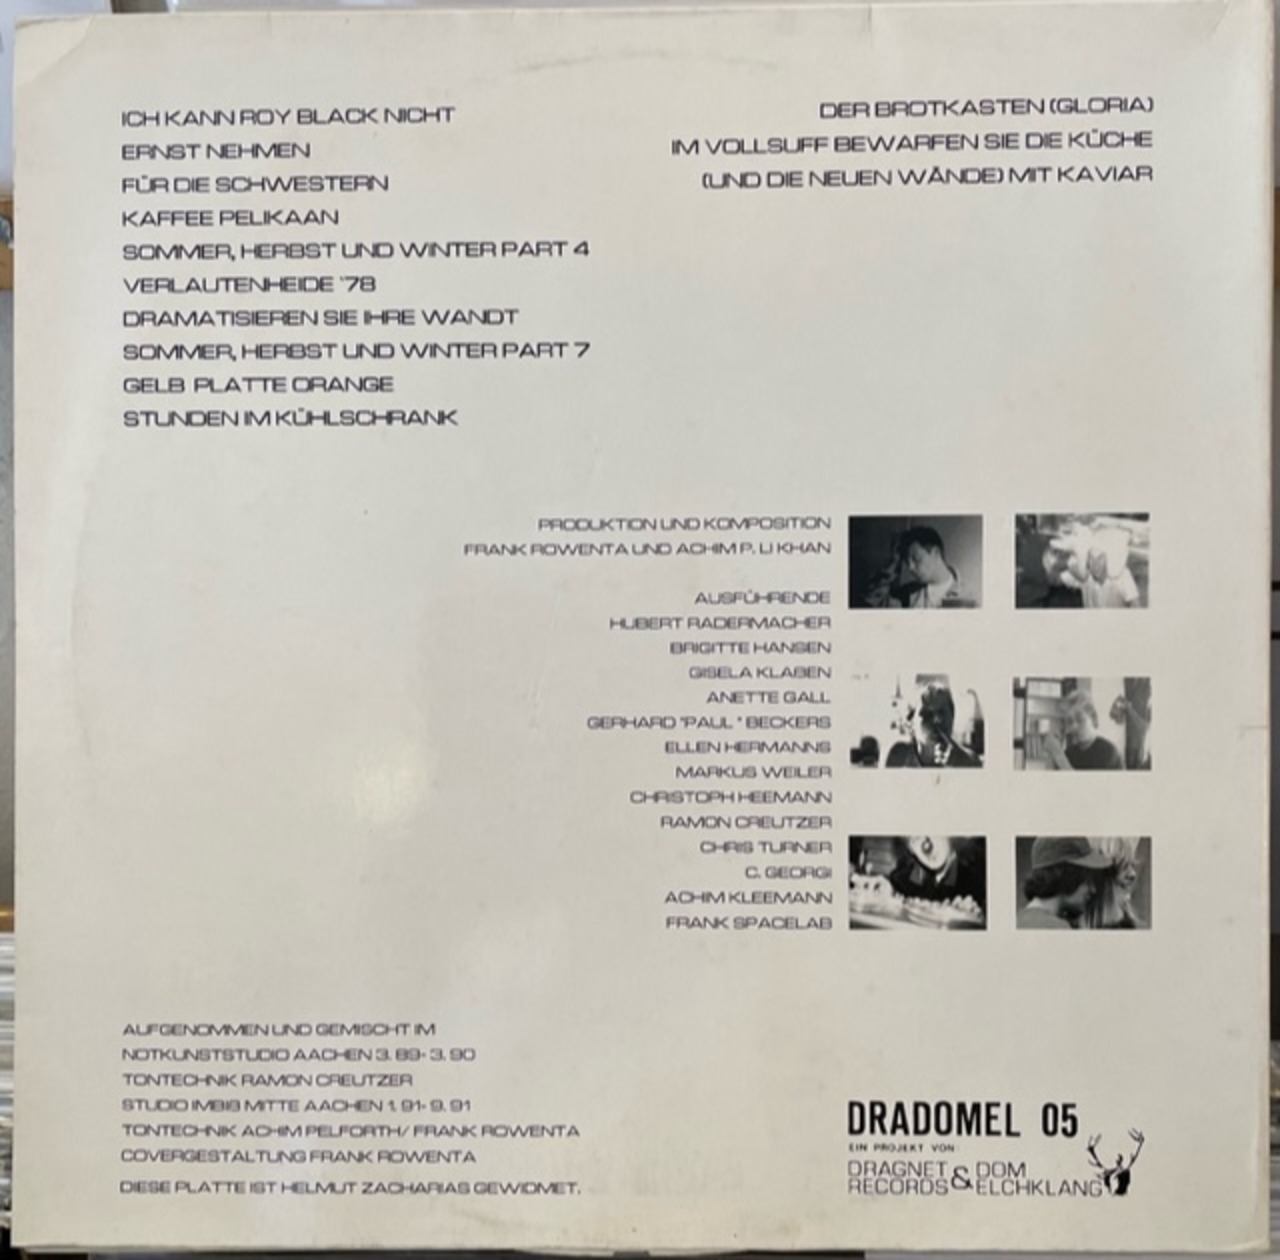 ICH KANN ROY BLACK NICHT
ERNST NEHMEN
FÜR DIE SCHWESTERN
KAFFEE PELIKAAN
SOMMER, HERBST UND WINTER PART 4
VERLAUTENHEIDE '78
DRAMATISIEREN SIE IHRE WANDT
SOMMER, HERBST UND WINTER PART 7
GELB PLATTE ORANGE
STUNDEN IM KÜHLSCHRANK
DER BROTKASTEN (GLORIA)
IM VOLLSUFF BEWARFEN SIE DIE KÜCHE
(UND DIE NEUEN WÄNDE) MIT KAVIAR
PRODUKTION UND KOMPOSITION
FRANK ROWENTA UND ACHIM P. LI KHAN
AUSFÜHRENDE
HUBERT RADERMACHER
BRIGITTE HANSEN
GISELA KLABEN
ANETTE GALL
GERHARD "PAUL " BECKERS
ELLEN HERMANNS
MARKUS WEILER
CHRISTOPH HEEMANN
RAMON CREUTZER
CHRIS TURNER
C. GEORGI
ACHIM KLEEMANN
FRANK SPACELAB
AUFGENOMMEN UND GEMISCHT IM
NOTKUNSTSTUDIO AACHEN 3. 89- 3. 90
TONTECHNIK RAMON CREUTZER
STUDIO IMBIB MITTE AACHEN 1. 91- 9. 91
TONTECHNIK ACHIM PELFORTH/ FRANK ROWENTA
COVERGESTALTUNG FRANK ROWENTA
DIESE PLATTE IST HELMUT ZACHARIAS GEWIDMET.
DRADOMEL 05
EIN PROJEKT VON:
DRAGNET & DOM
RECORDS ELCHKLANG